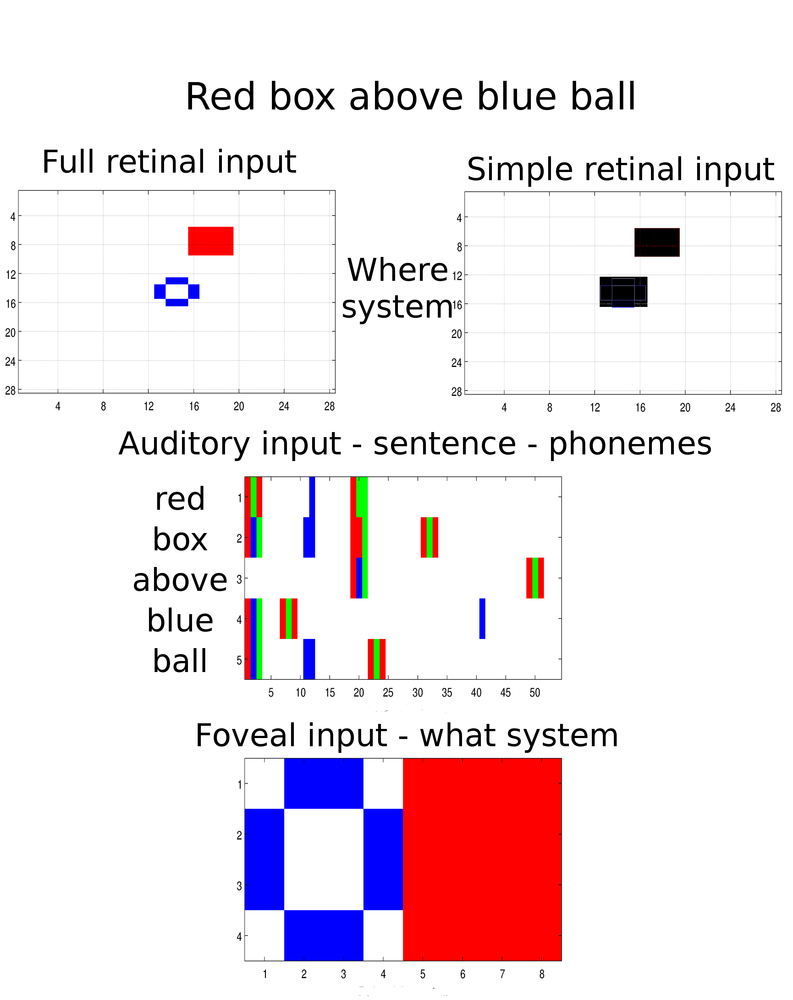 Red box above blue ball
Full retinal input
Simple retinal input
4
8
12
16
20
24
28
4 8 12 16 20 24 28
Where
system
4
8
12
16
20
24
28
4 8 12 16 20 24 28
Auditory input - sentence - phonemes
red 1
box 2
above 3
blue 4
ball 5
5 10 15 20 25 30 35 40 45 50
Foveal input - what system
1
2
3
4
1 2 3 4 5 6 7 8